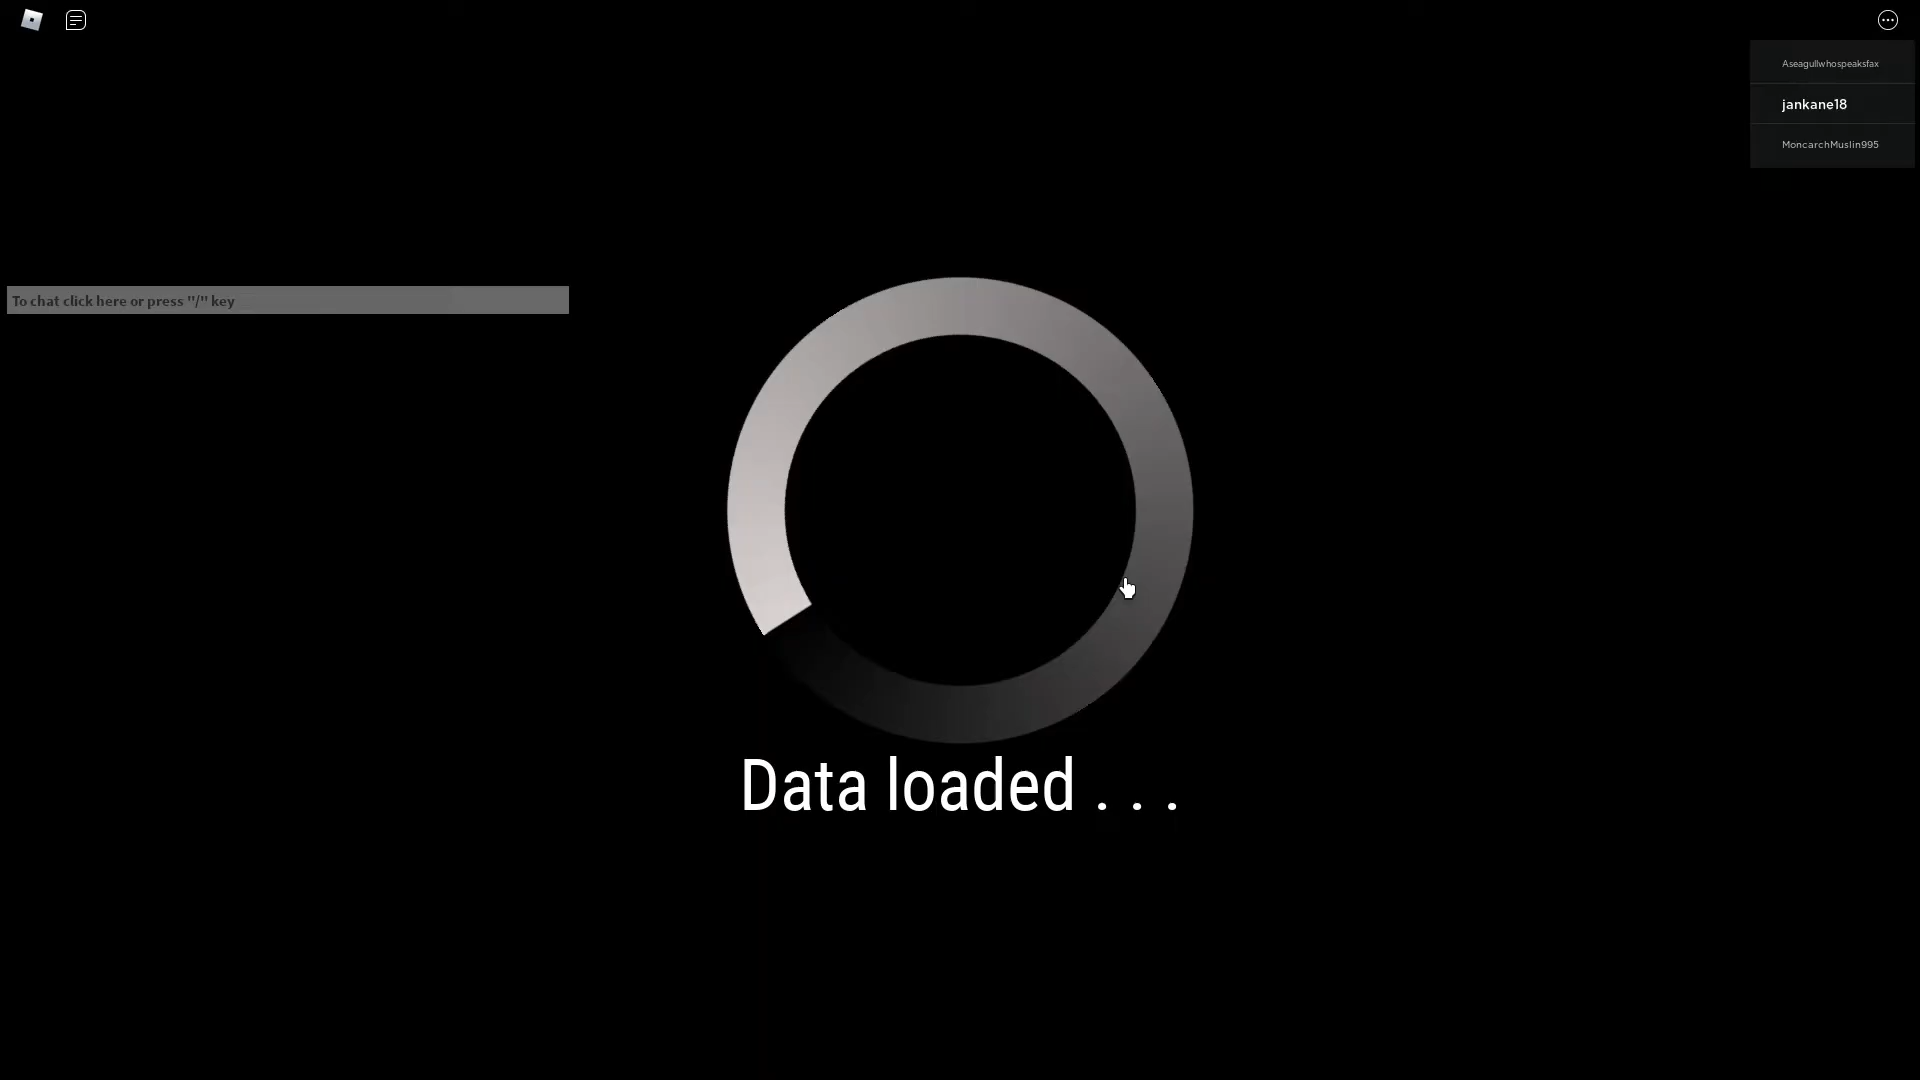 Aseagullwhospeaksfax
jankane18
MoncarchMuslin995
To chat click here or press "/" key
Data loaded . . .